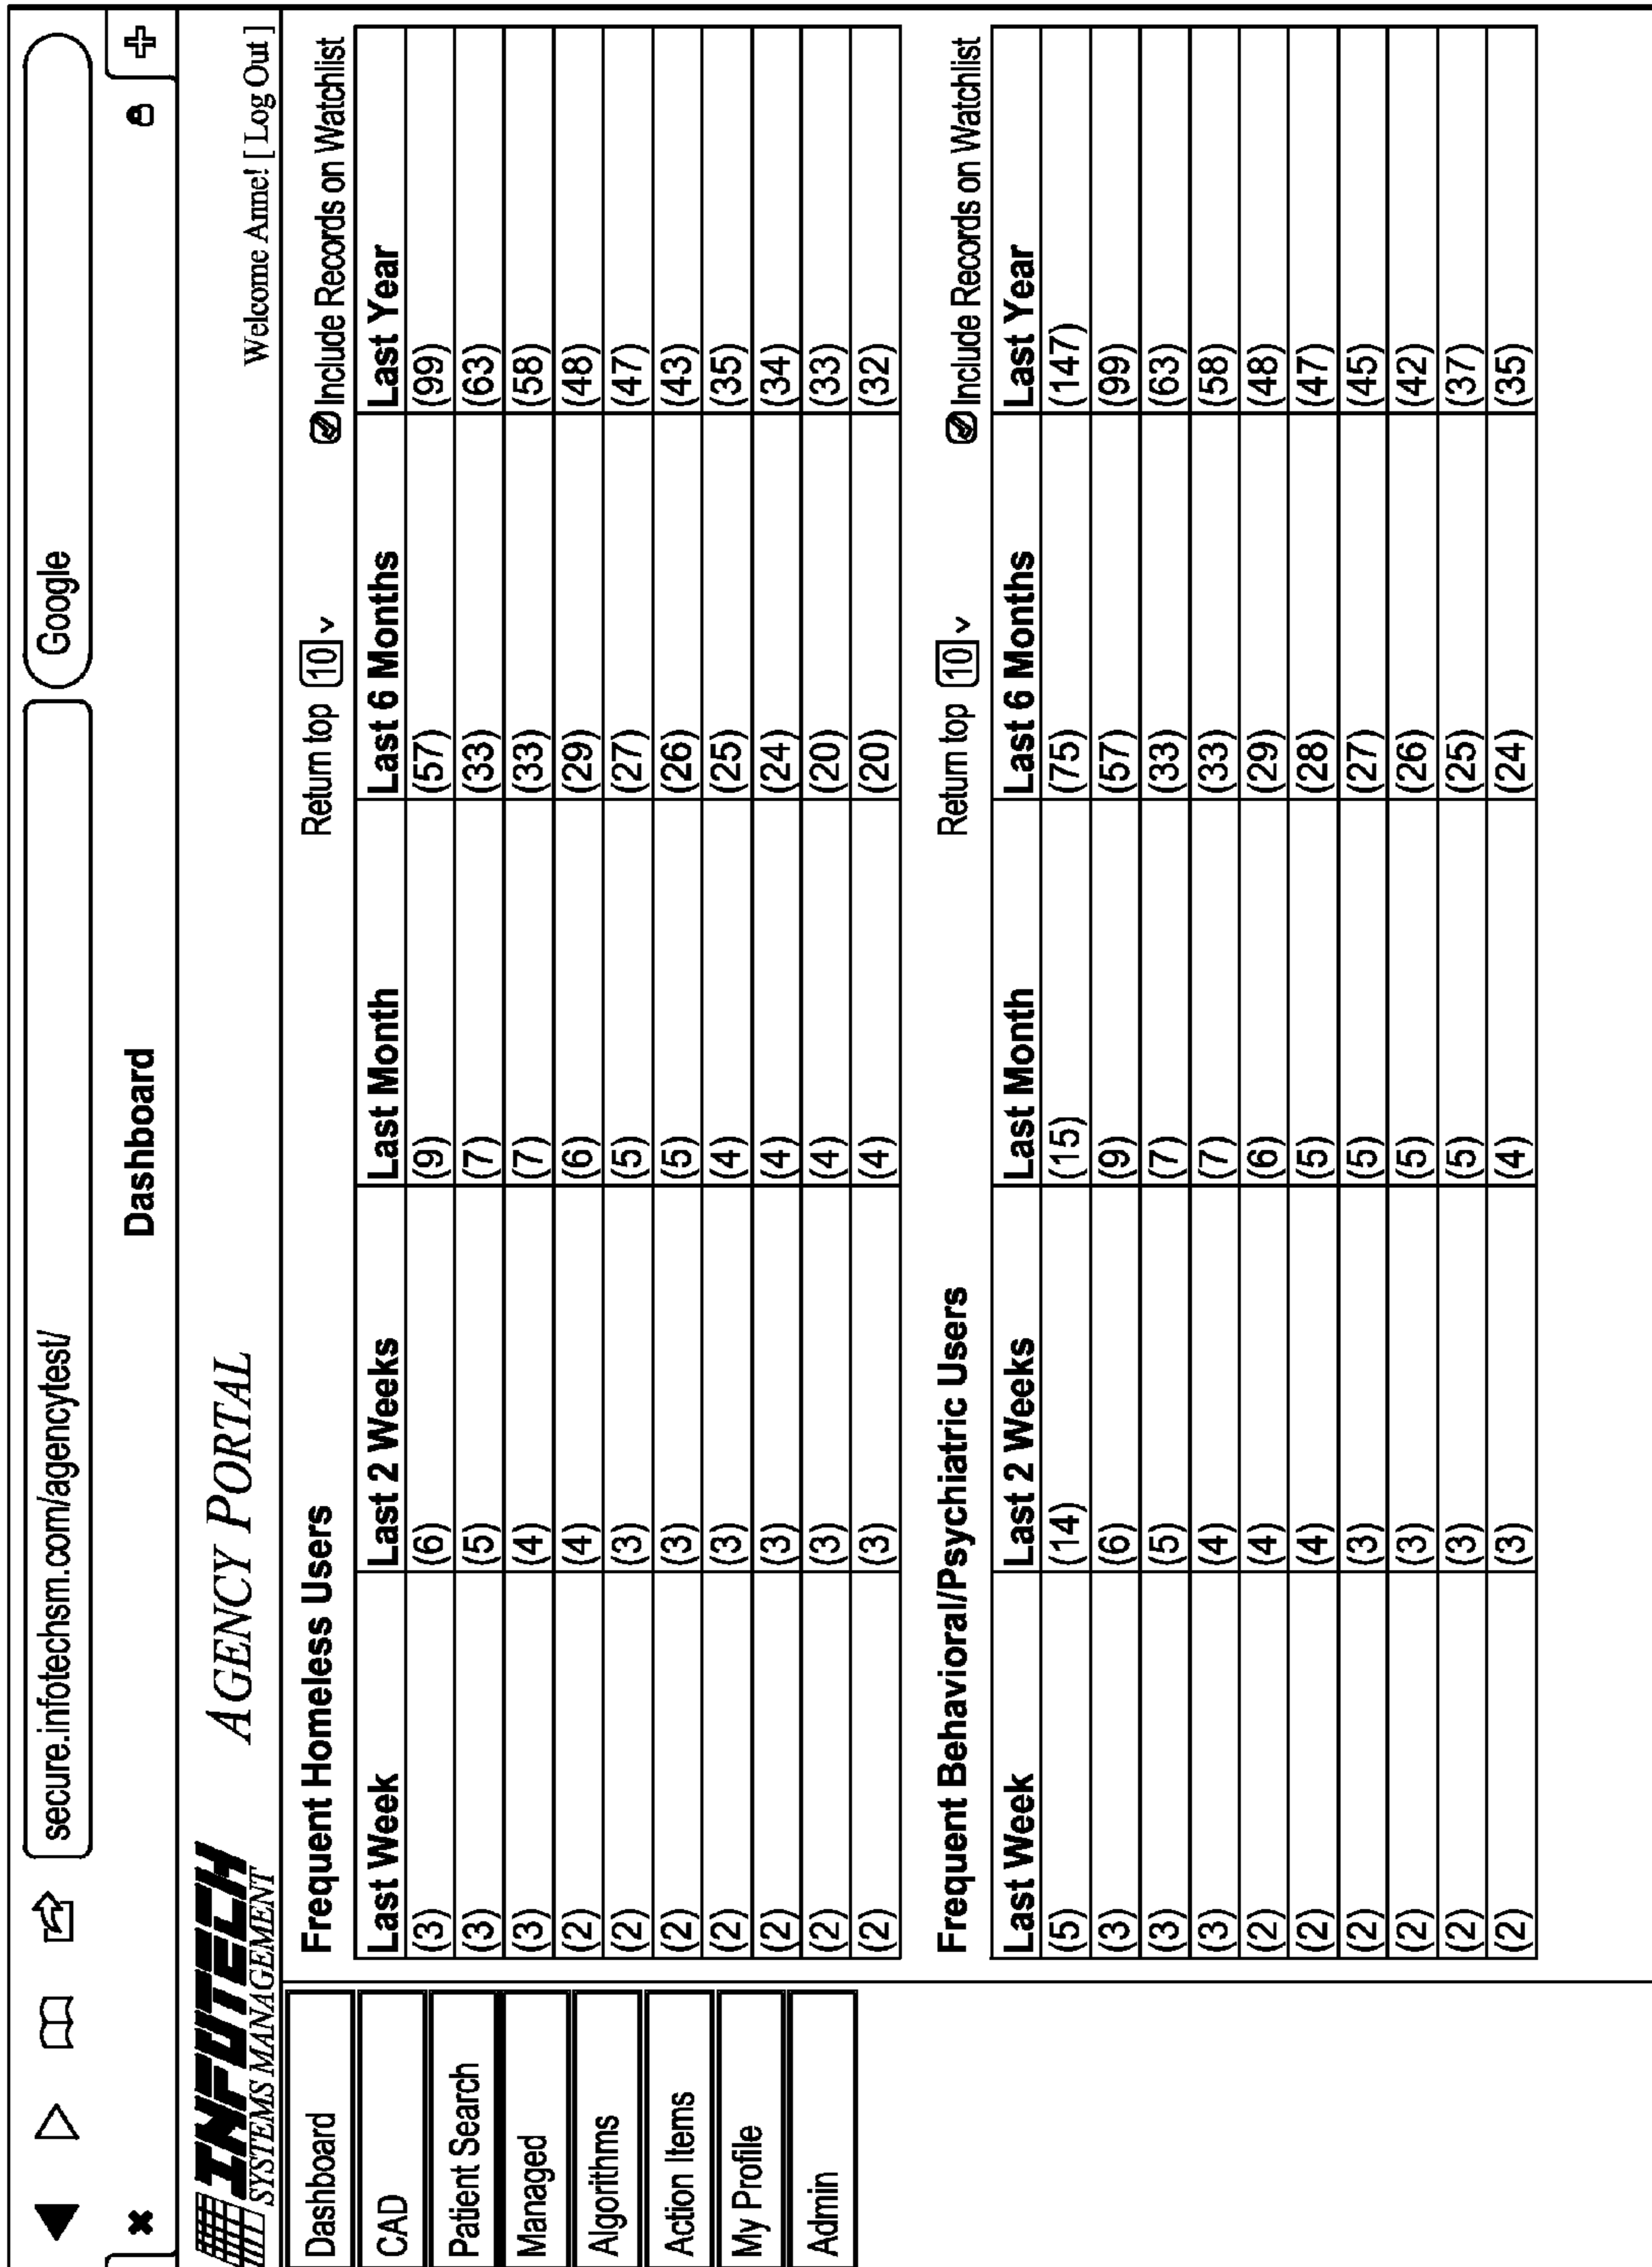 secure.infotechsm.com/agencytest/ Google
Dashboard
INFOTECH
SYSTEMS MANAGEMENT
AGENCY PORTAL
Welcome Anne! [ Log Out ]
Dashboard
CAD
Patient Search
Managed
Algorithms
Action Items
My Profile
Admin
Frequent Homeless Users Return top 10 Include Records on Watchlist
Last Week Last 2 Weeks Last Month Last 6 Months Last Year
(3) (6) (9) (57) (99)
(3) (5) (7) (33) (63)
(3) (4) (7) (33) (58)
(2) (4) (6) (29) (48)
(2) (3) (5) (27) (47)
(2) (3) (5) (26) (43)
(2) (3) (4) (25) (35)
(2) (3) (4) (24) (34)
(2) (3) (4) (20) (33)
(2) (3) (4) (20) (32)
Frequent Behavioral/Psychiatric Users Return top 10 Include Records on Watchlist
Last Week Last 2 Weeks Last Month Last 6 Months Last Year
(5) (14) (15) (75) (147)
(3) (6) (9) (57) (99)
(3) (5) (7) (33) (63)
(3) (4) (7) (33) (58)
(2) (4) (6) (29) (48)
(2) (4) (5) (28) (47)
(2) (3) (5) (27) (45)
(2) (3) (5) (26) (42)
(2) (3) (5) (25) (37)
(2) (3) (4) (24) (35)